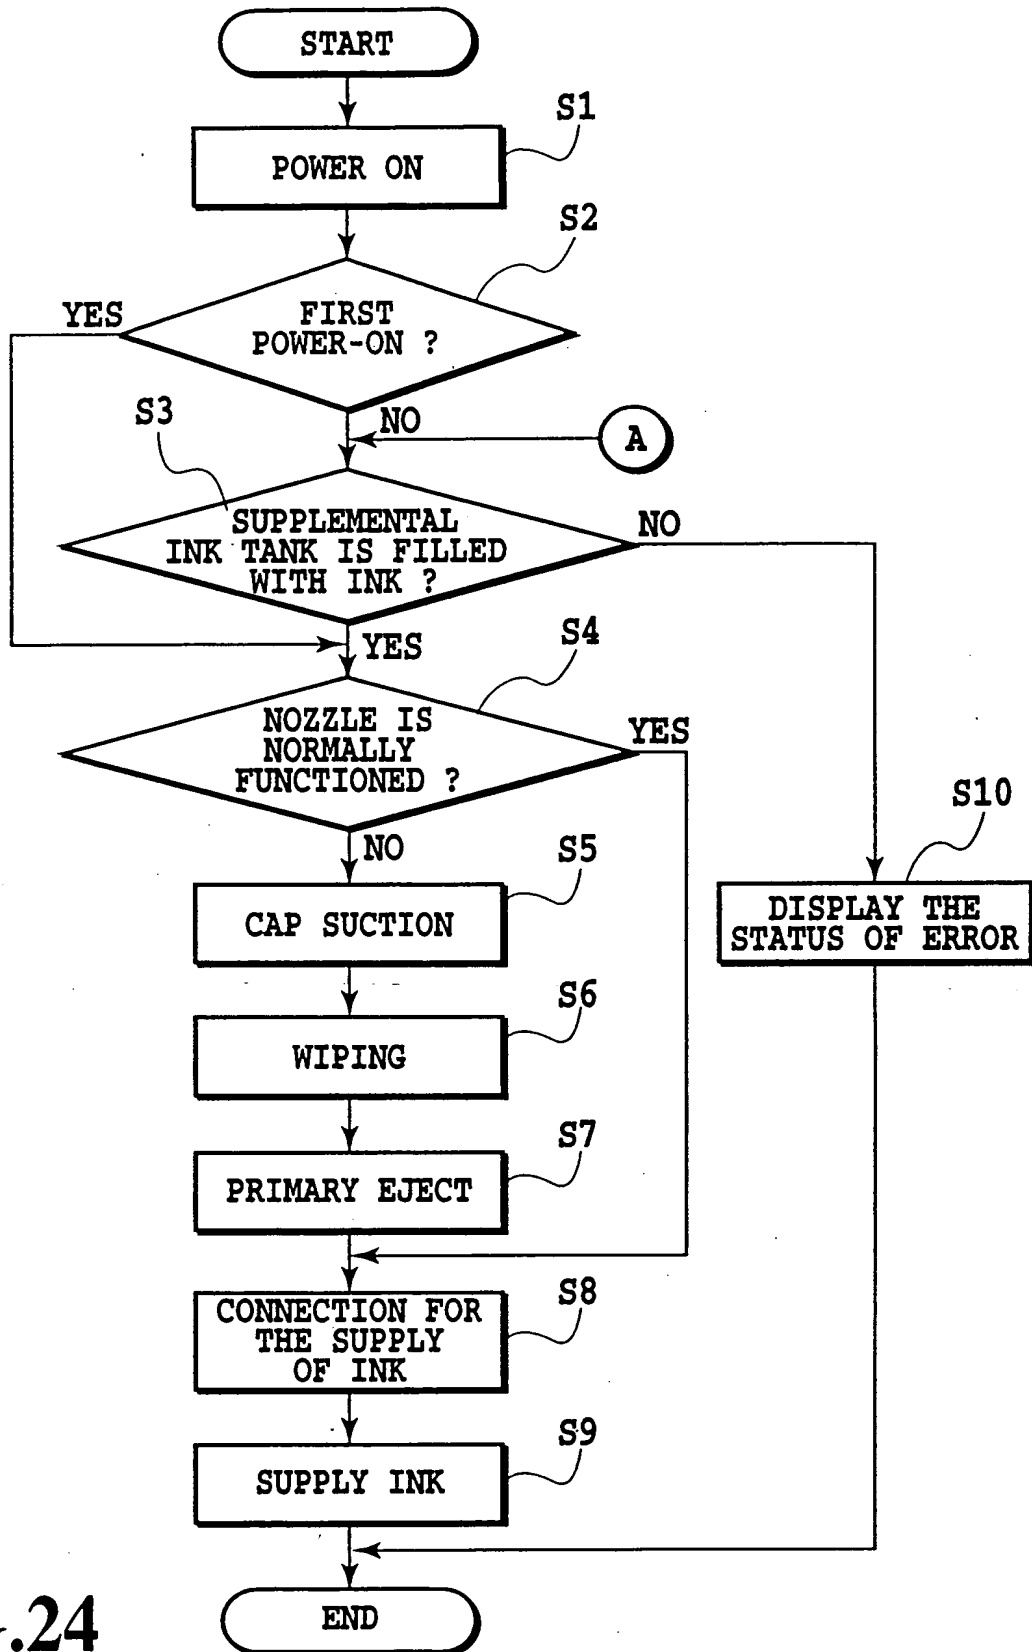 START
S1
POWER ON
S2
YES
FIRST
POWER-ON ?
S3
NO
A
SUPPLEMENTAL
INK TANK IS FILLED
WITH INK ?
NO
YES
S4
NOZZLE IS
NORMALLY
FUNCTIONED ?
YES
S10
NO
S5
CAP SUCTION
DISPLAY THE
STATUS OF ERROR
S6
WIPING
S7
PRIMARY EJECT
S8
CONNECTION FOR
THE SUPPLY
OF INK
S9
SUPPLY INK
END
.24